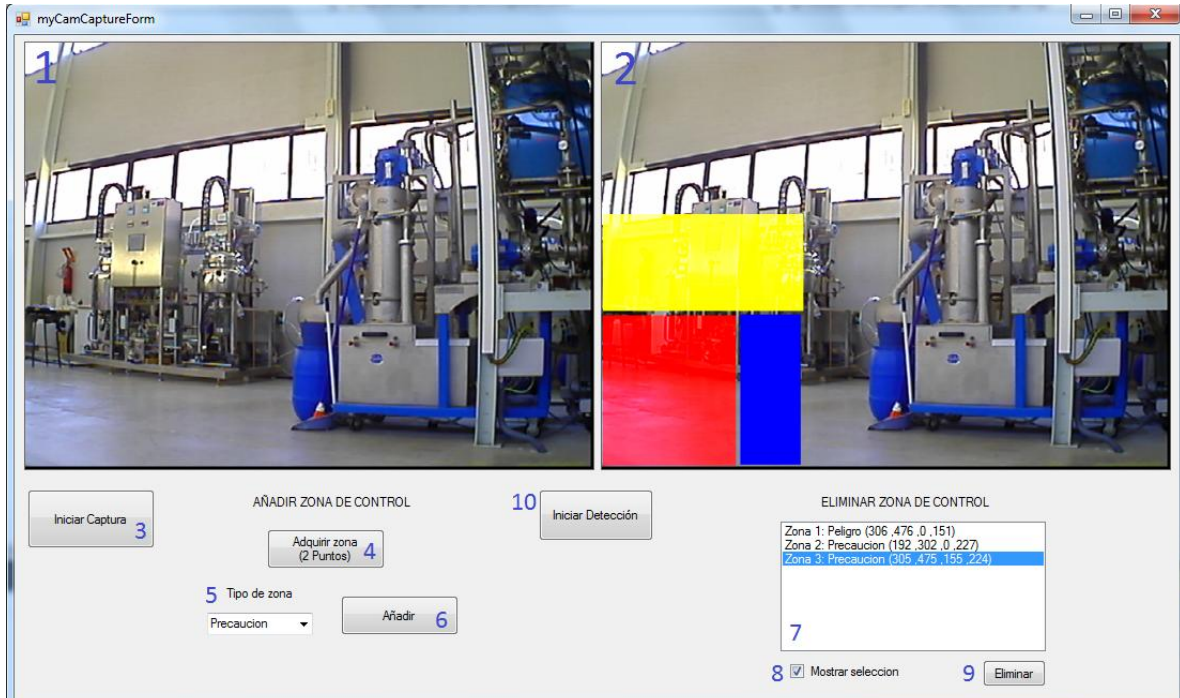 myCamCaptureForm
1
2
Iniciar Captura
3
AÑADIR ZONA DE CONTROL
Adquirir zona
(2 Puntos)
4
5
Tipo de zona
Precaucion
Añadir
6
10
Iniciar Detección
ELIMINAR ZONA DE CONTROL
Zona 1: Peligro (306 ,476 ,0 ,151)
Zona 2: Precaucion (192 ,302 ,0 ,227)
Zona 3: Precaucion (305 ,475 ,155 ,224)
7
8
Mostrar seleccion
9
Eliminar